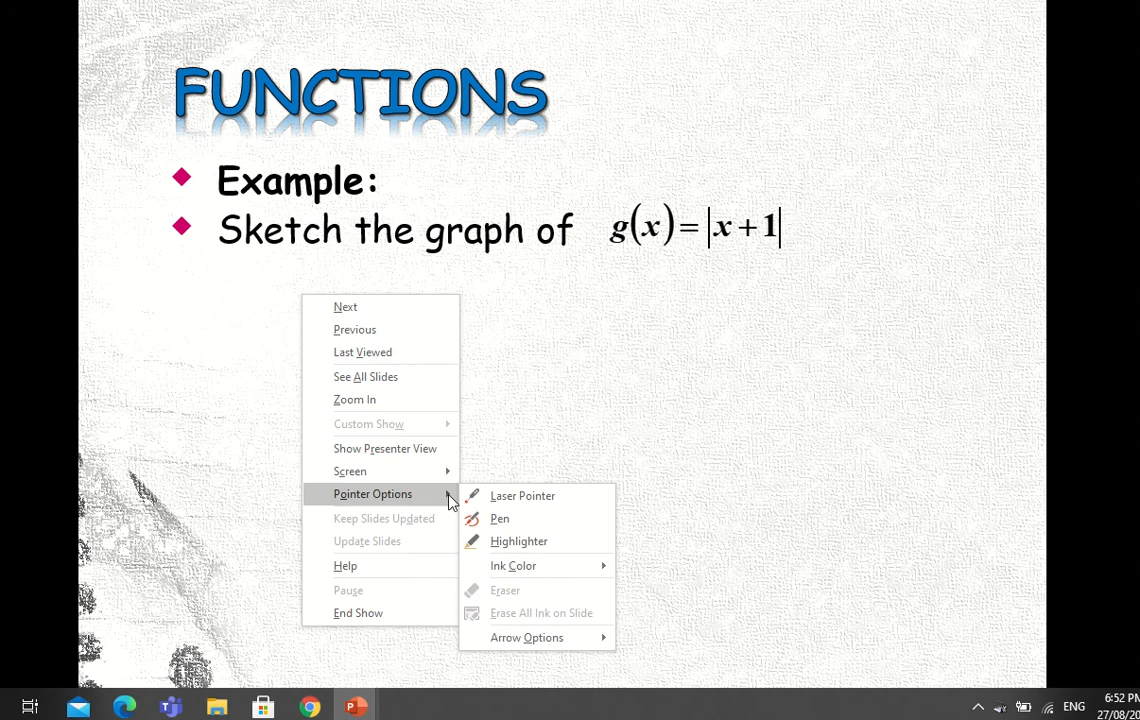 FUNCTIONS
Example:
Sketch the graph of g(x) = |x + 1|
Next
Previous
Last Viewed
See All Slides
Zoom In
Custom Show
Show Presenter View
Screen
Pointer Options
Keep Slides Updated
Update Slides
Help
Pause
End Show
Laser Pointer
Pen
Highlighter
Ink Color
Eraser
Erase All Ink on Slide
Arrow Options
ENG
6:52 PM
27/08/20